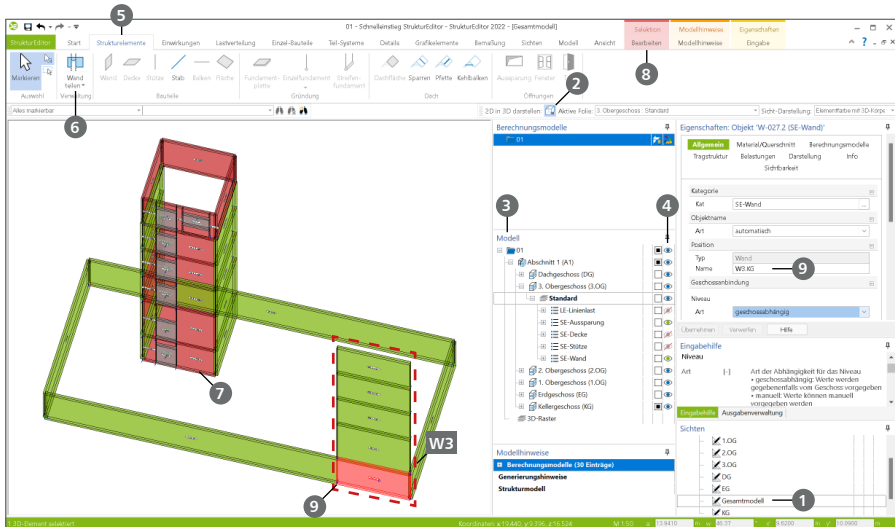 5
01 - Schnelleinstieg StrukturEditor - StrukturEditor 2022 - [Gesamtmodell]
Selektion Modellhinweise Eigenschaften
StrukturEditor Start Strukturelemente Einwirkungen Lastverteilung Einzel-Bauteile Teil-Systeme Details Grafikelemente Bemaßung Sichten Modell Ansicht Bearbeiten Modellhinweise Eingabe
8
Markieren Wand teilen Wand Decke Stütze Stab Balken Fläche Fundament-platte Einzelfundament Streifen-fundament Dachfläche Sparren Pfette Kehlbalken Aussparung Fenster
2
Auswahl Verwaltung Bauteile Gründung Dach Öffnungen
6
Alles markierbar
2D in 3D darstellen: Aktive Folie: 3. Obergeschoss : Standard Sicht-Darstellung: Elementfarbe mit 3D-Körpe
Berechnungsmodelle
01
3
4
Modell
01
Abschnitt 1 (A1)
Dachgeschoss (DG)
3. Obergeschoss (3.OG)
Standard
LE-Linienlast
SE-Aussparung
SE-Decke
SE-Stütze
SE-Wand
2. Obergeschoss (2.OG)
1. Obergeschoss (1.OG)
Erdgeschoss (EG)
Kellergeschoss (KG)
3D-Raster
Modellhinweise
Berechnungsmodelle (30 Einträge)
Generierungshinweise
Strukturmodell
Eigenschaften: Objekt 'W-027.2 (SE-Wand)'
Allgemein Material/Querschnitt Berechnungsmodelle
Tragstruktur Belastungen Darstellung Info
Sichtbarkeit
Kategorie
Kat SE-Wand ...
Objektname
Art automatisch
Position
Typ Wand
Name W3.KG
9
Geschossanbindung
Niveau
Art geschossabhängig
Übernehmen Verwerfen Hilfe
Eingabehilfe
Niveau
Art [-] Art der Abhängigkeit für das Niveau
• geschossabhängig: Werte werden
gegebenenfalls vom Geschoss vorgegeben
• manuell: Werte können manuell
vorgegeben werden
Eingabehilfe Ausgabenverwaltung
Sichten
1.OG
2.OG
3.OG
DG
EG
Gesamtmodell
1
KG
7
W3
9
1 3D-Element selektiert
Koordinaten: x 19.440, y 9.396, z 16.524 M 1:50